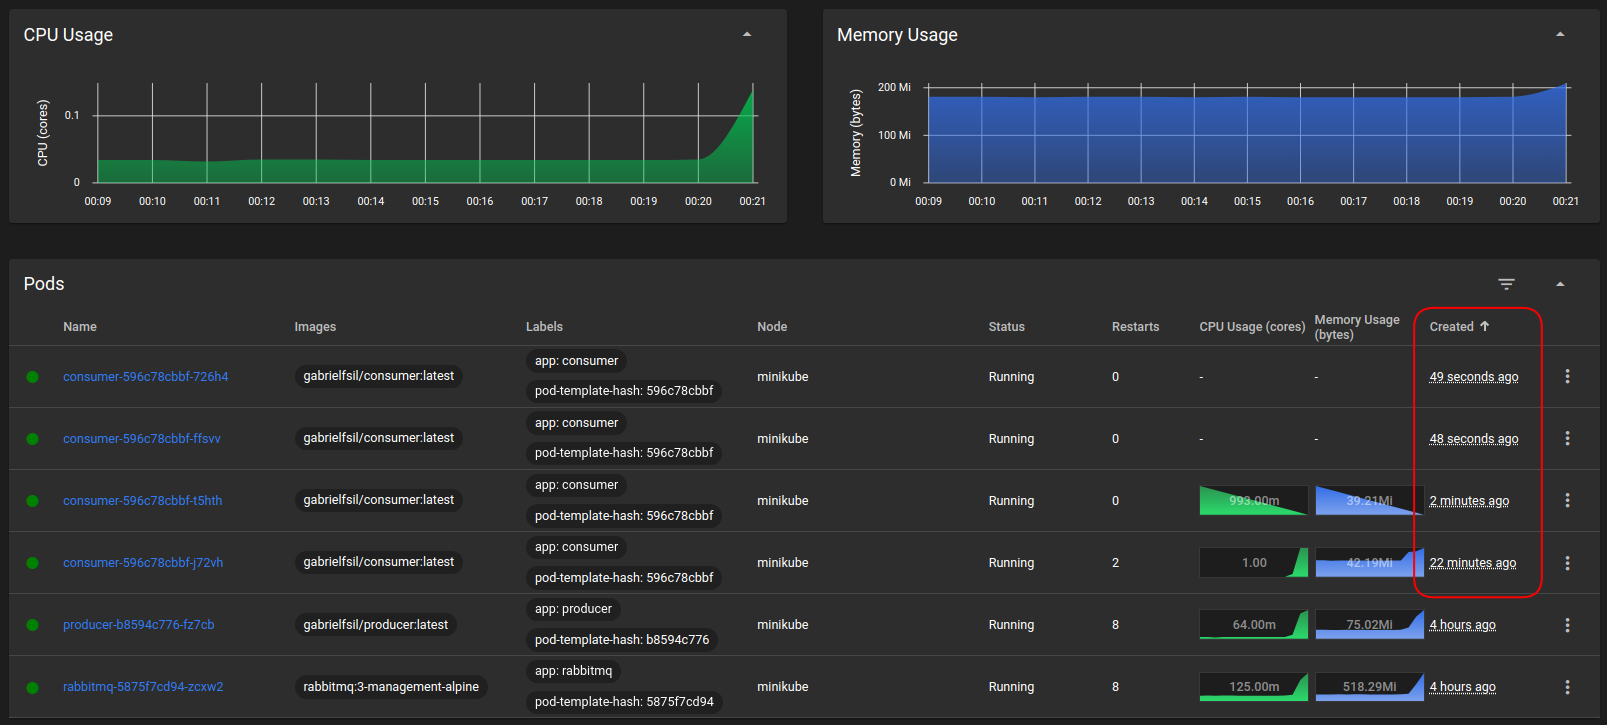 CPU Usage
CPU (cores)
0.1
0
00:09 00:10 00:11 00:12 00:13 00:14 00:15 00:16 00:17 00:18 00:19 00:20 00:21
Memory Usage
Memory (bytes)
200 Mi
100 Mi
0 Mi
00:09 00:10 00:11 00:12 00:13 00:14 00:15 00:16 00:17 00:18 00:19 00:20 00:21
Pods
Name Images Labels Node Status Restarts CPU Usage (cores) Memory Usage (bytes) Created
consumer-596c78cbbf-726h4 gabrielfsil/consumer:latest app: consumer minikube Running 0 - - 49 seconds ago
pod-template-hash: 596c78cbbf
consumer-596c78cbbf-ffsvv gabrielfsil/consumer:latest app: consumer minikube Running 0 - - 48 seconds ago
pod-template-hash: 596c78cbbf
consumer-596c78cbbf-t5hth gabrielfsil/consumer:latest app: consumer minikube Running 0 993.00m 39.21Mi 2 minutes ago
pod-template-hash: 596c78cbbf
consumer-596c78cbbf-j72vh gabrielfsil/consumer:latest app: consumer minikube Running 2 1.00 42.19Mi 22 minutes ago
pod-template-hash: 596c78cbbf
producer-b8594c776-fz7cb gabrielfsil/producer:latest app: producer minikube Running 8 64.00m 75.02Mi 4 hours ago
pod-template-hash: b8594c776
rabbitmq-5875f7cd94-zcxw2 rabbitmq:3-management-alpine app: rabbitmq minikube Running 8 125.00m 518.29Mi 4 hours ago
pod-template-hash: 5875f7cd94